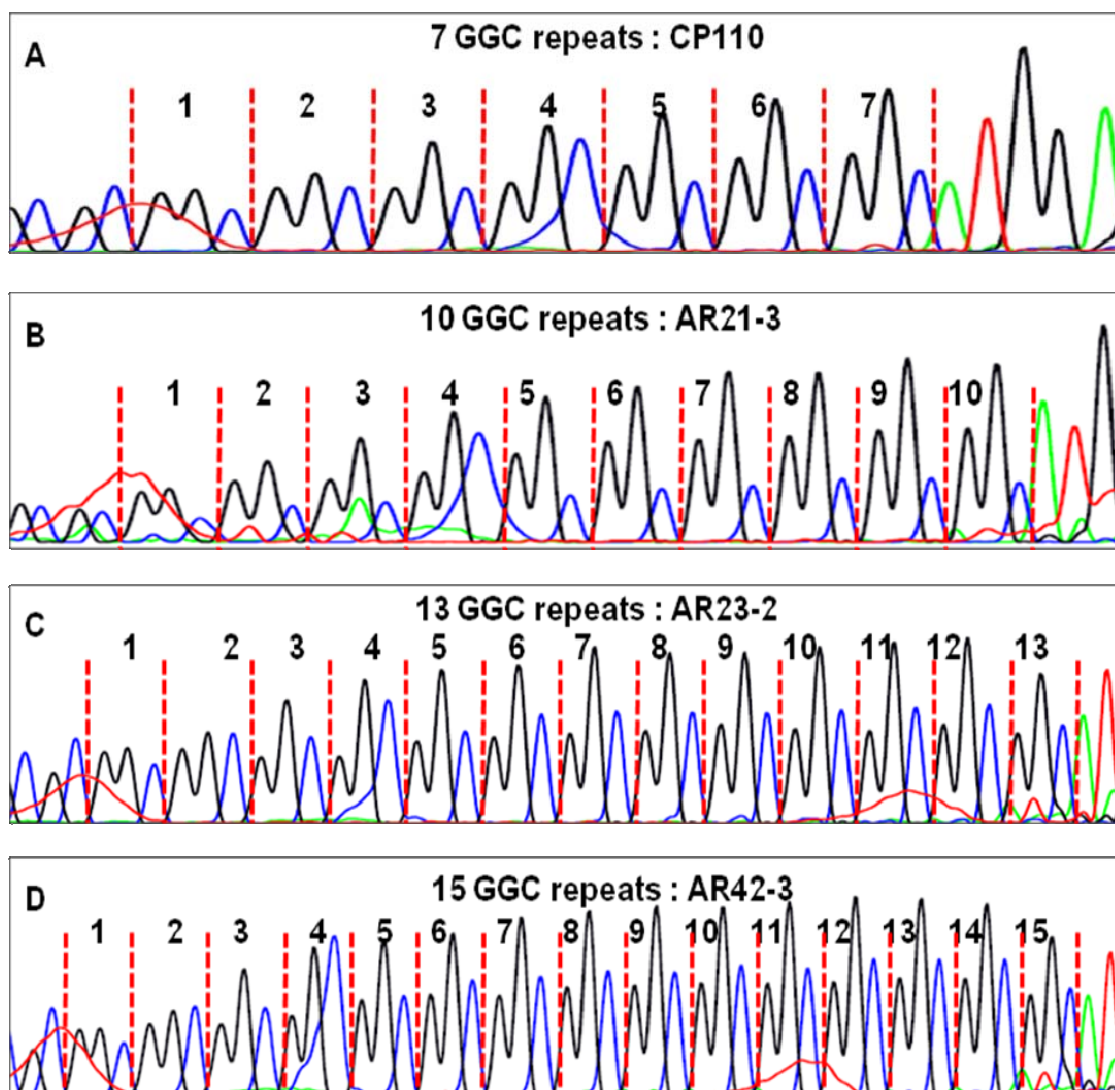 A
7 GGC repeats : CP110
1 2 3 4 5 6 7
B
10 GGC repeats : AR21-3
1 2 3 4 5 6 7 8 9 10
C
13 GGC repeats : AR23-2
1 2 3 4 5 6 7 8 9 10 11 12 13
D
15 GGC repeats : AR42-3
1 2 3 4 5 6 7 8 9 10 11 12 13 14 15